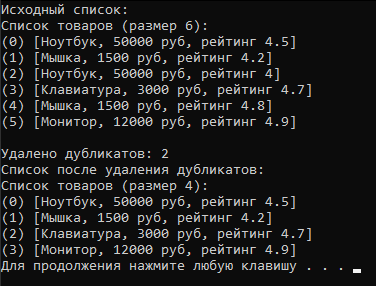 Исходный список:
Список товаров (размер 6):
(0) [Ноутбук, 50000 руб, рейтинг 4.5]
(1) [Мышка, 1500 руб, рейтинг 4.2]
(2) [Ноутбук, 50000 руб, рейтинг 4]
(3) [Клавиатура, 3000 руб, рейтинг 4.7]
(4) [Мышка, 1500 руб, рейтинг 4.8]
(5) [Монитор, 12000 руб, рейтинг 4.9]
Удалено дубликатов: 2
Список после удаления дубликатов:
Список товаров (размер 4):
(0) [Ноутбук, 50000 руб, рейтинг 4.5]
(1) [Мышка, 1500 руб, рейтинг 4.2]
(2) [Клавиатура, 3000 руб, рейтинг 4.7]
(3) [Монитор, 12000 руб, рейтинг 4.9]
Для продолжения нажмите любую клавишу . . .